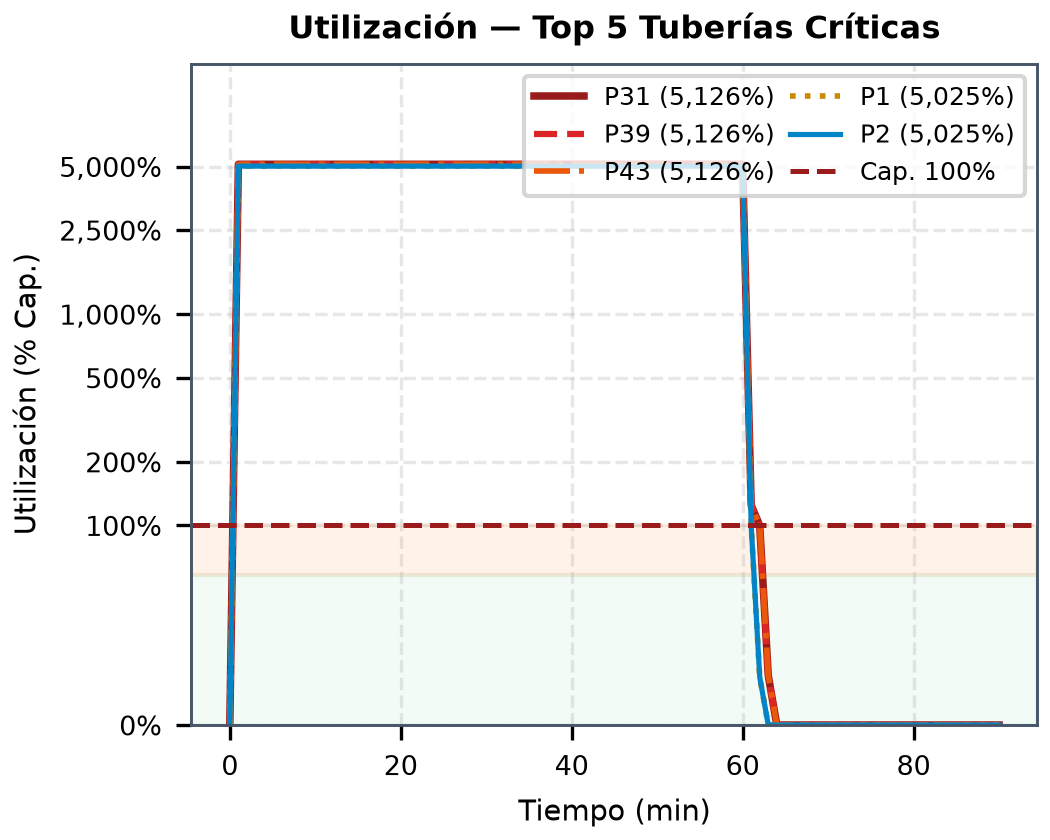 Utilización — Top 5 Tuberías Críticas
P31 (5,126%)
P39 (5,126%)
P43 (5,126%)
P1 (5,025%)
P2 (5,025%)
Cap. 100%
Utilización (% Cap.)
5,000%
2,500%
1,000%
500%
200%
100%
0%
0 20 40 60 80
Tiempo (min)